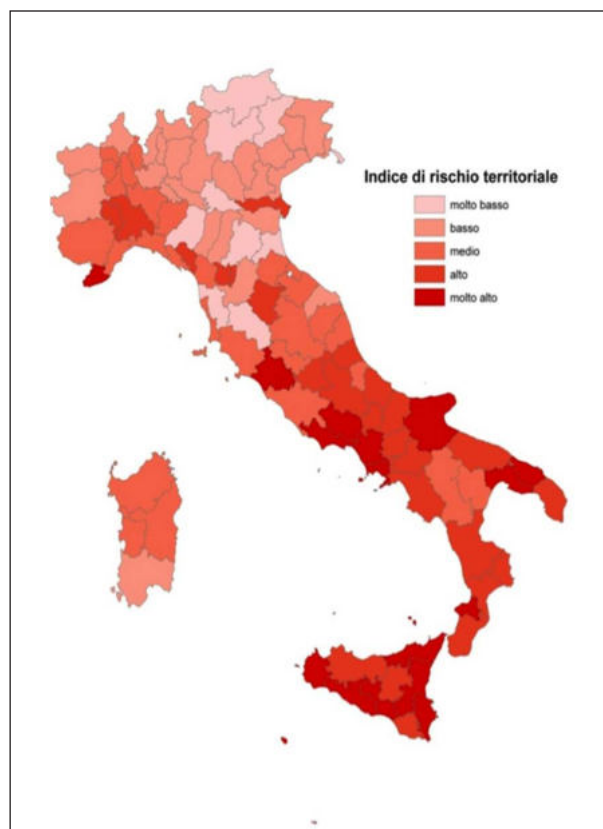 Indice di rischio territoriale
molto basso
basso
medio
alto
molto alto